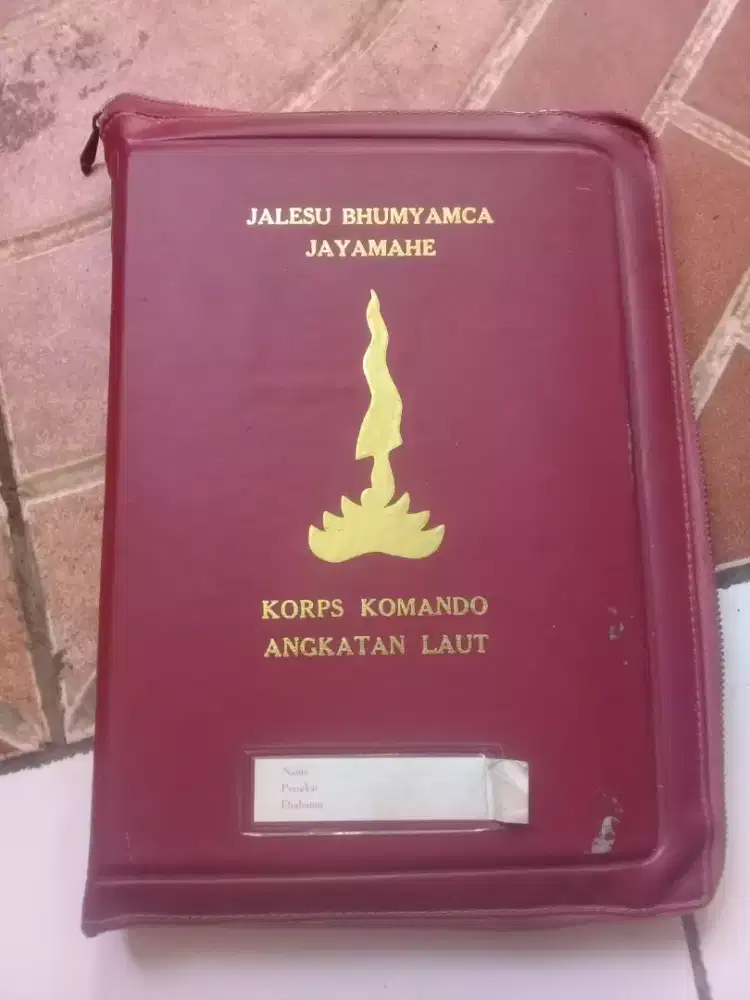 JALESU BHUMYAMCA
JAYAMAHE
KORPS KOMANDO
ANGKATAN LAUT
Nama
Pangkat